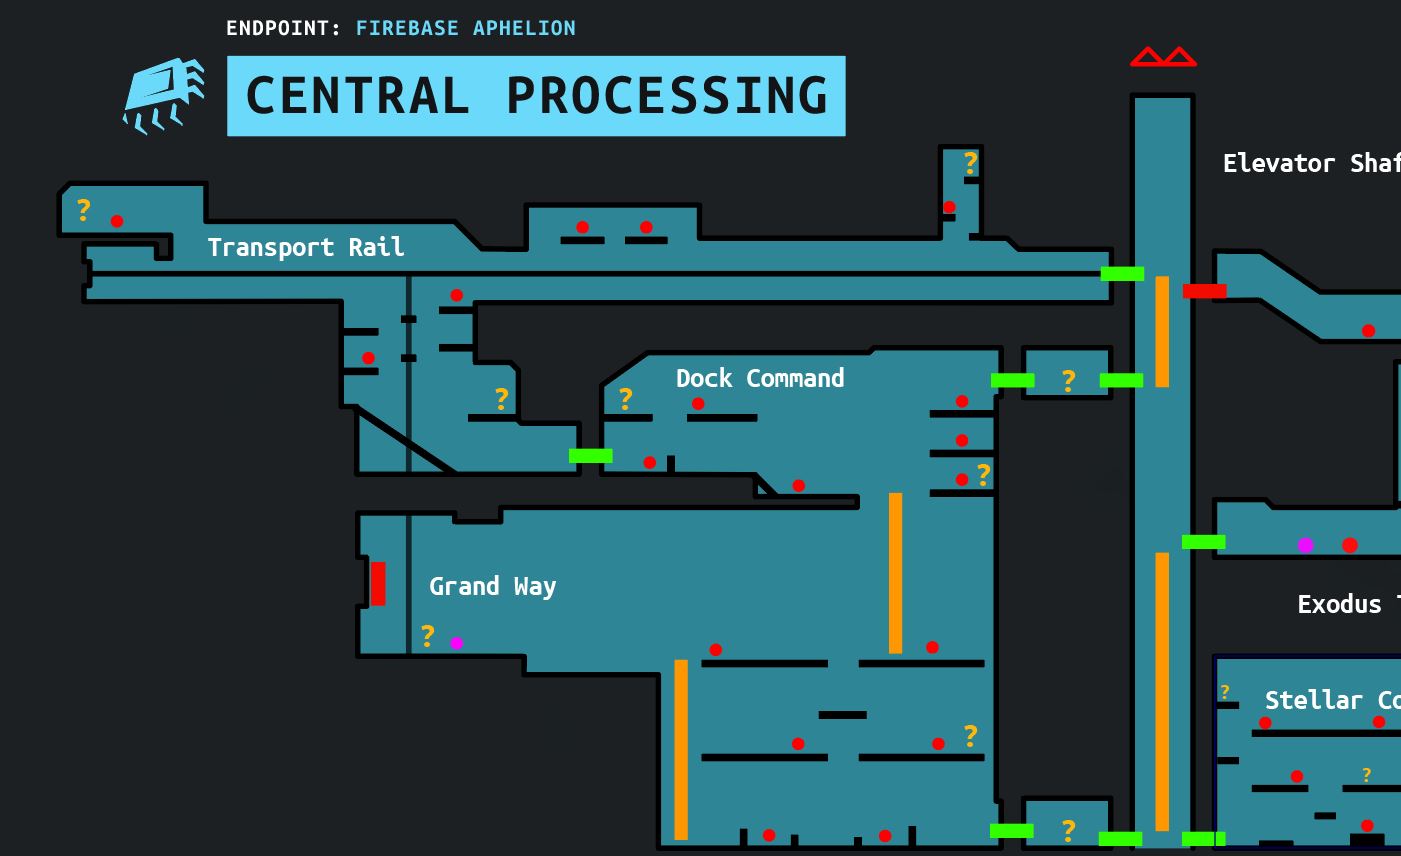 ENDPOINT: FIREBASE APHELION
CENTRAL PROCESSING
?
Elevator Shaf
?
Transport Rail
Dock Command
?
?
?
?
Grand Way
Exodus T
?
?
Stellar Co
?
?
?